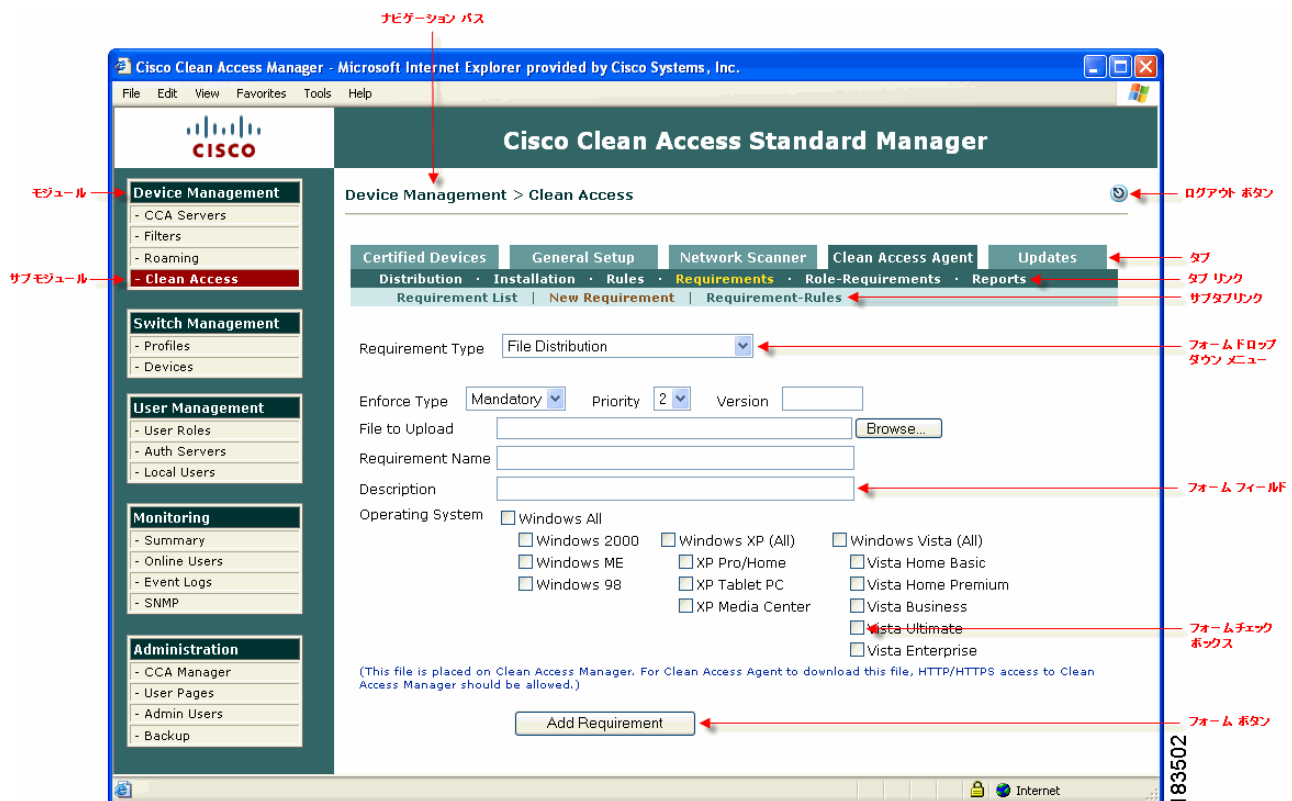 ナビゲーション パス
Cisco Clean Access Manager - Microsoft Internet Explorer provided by Cisco Systems, Inc.
File Edit View Favorites Tools Help
CISCO
Cisco Clean Access Standard Manager
モジュール
Device Management
- CCA Servers
- Filters
- Roaming
サブモジュール
- Clean Access
Switch Management
- Profiles
- Devices
User Management
- User Roles
- Auth Servers
- Local Users
Monitoring
- Summary
- Online Users
- Event Logs
- SNMP
Administration
- CCA Manager
- User Pages
- Admin Users
- Backup
Device Management > Clean Access
ログアウト ボタン
Certified Devices General Setup Network Scanner Clean Access Agent Updates
タブ
Distribution · Installation · Rules · Requirements · Role-Requirements · Reports
タブ リンク
Requirement List | New Requirement | Requirement-Rules
サブタブリンク
Requirement Type File Distribution
フォームドロップ
ダウン メニュー
Enforce Type Mandatory Priority 2 Version
File to Upload Browse...
Requirement Name
Description
フォーム フィールド
Operating System Windows All
Windows 2000 Windows XP (All) Windows Vista (All)
Windows ME XP Pro/Home Vista Home Basic
Windows 98 XP Tablet PC Vista Home Premium
XP Media Center Vista Business
Vista Ultimate
フォームチェック
ボックス
Vista Enterprise
(This file is placed on Clean Access Manager. For Clean Access Agent to download this file, HTTP/HTTPS access to Clean
Access Manager should be allowed.)
Add Requirement
フォーム ボタン
Internet
183502